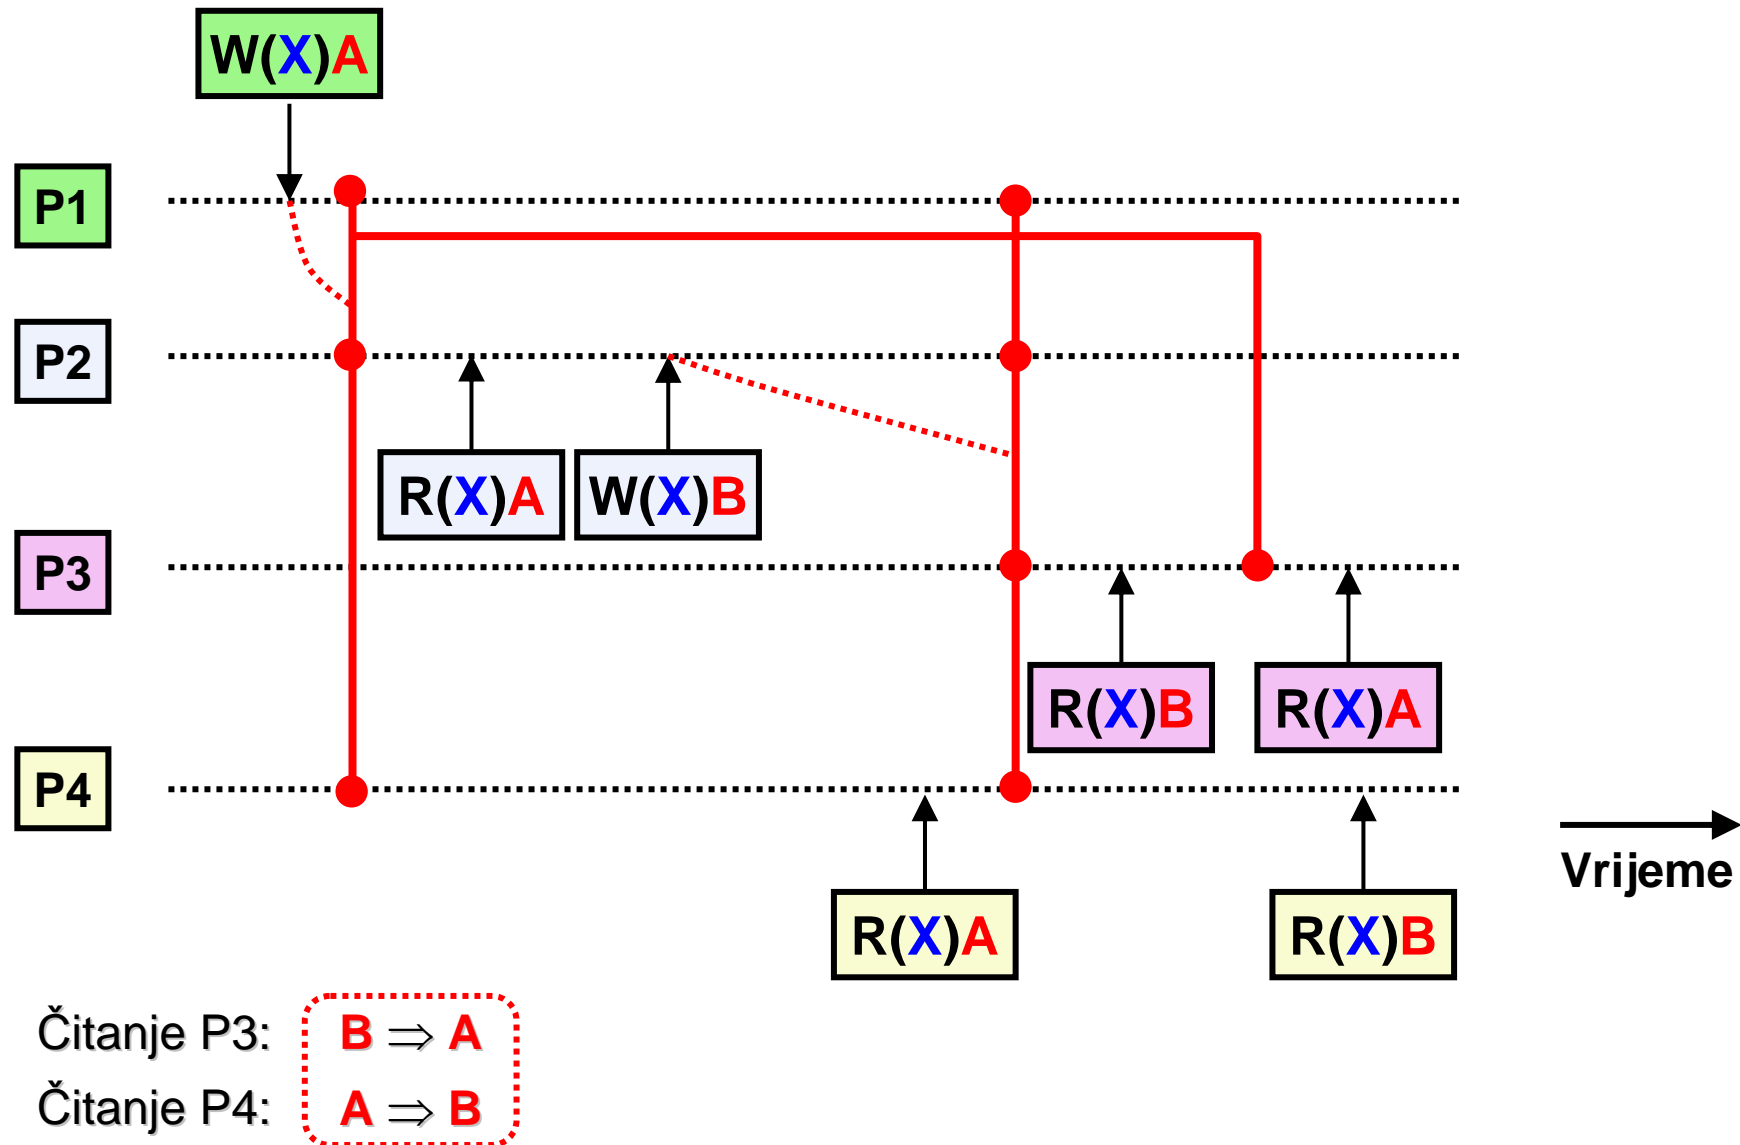 W(X)A
P1
P2
R(X)A
W(X)B
P3
R(X)B
R(X)A
P4
Vrijeme
R(X)A
R(X)B
Čitanje P3: B ⇒ A
Čitanje P4: A ⇒ B